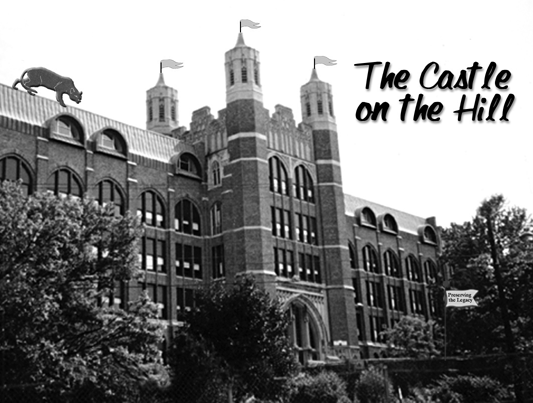 The Castle
on the Hill
Preserving
the Legacy